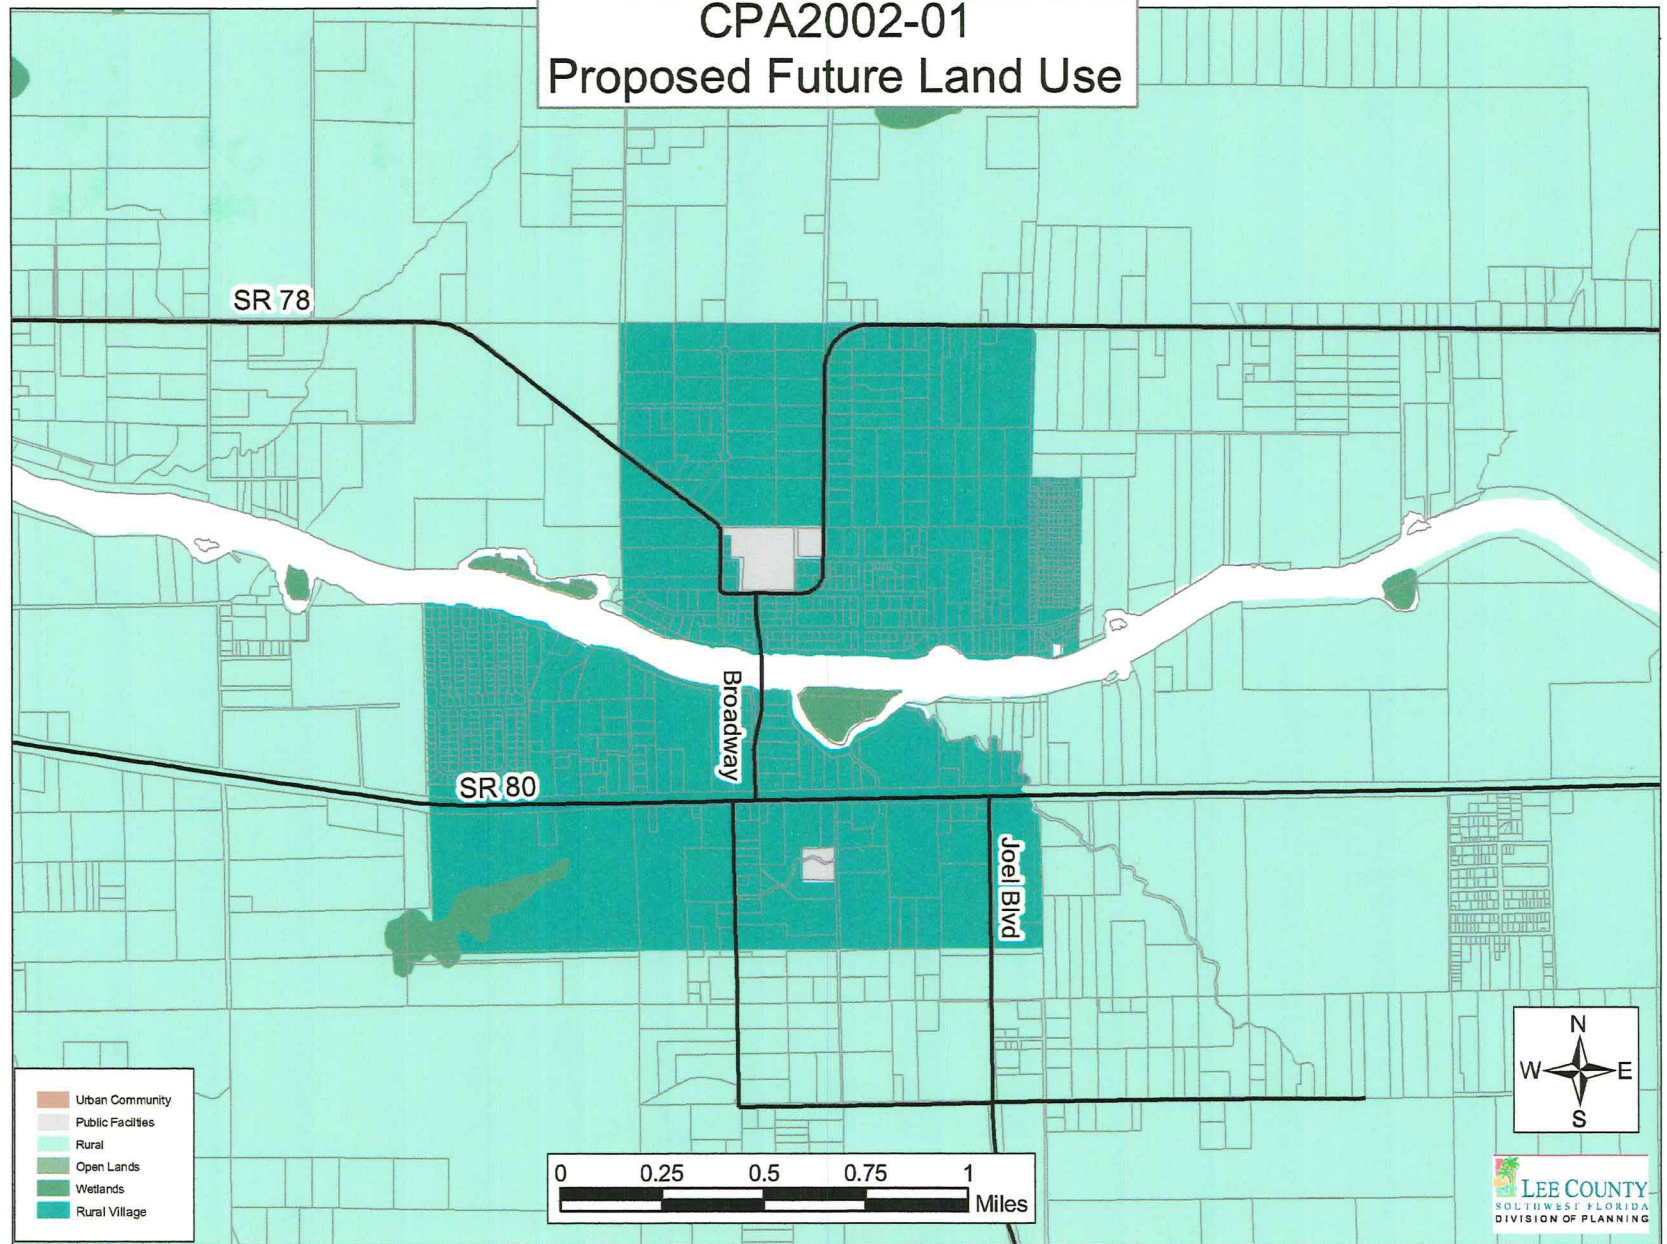 CPA2002-01
Proposed Future Land Use
SR 78
Broadway
SR 80
Joel Blvd
Urban Community
Public Facilties
Rural
Open Lands
Wetlands
Rural Village
0 0.25 0.5 0.75 1
Miles
N
W E
S
LEE COUNTY
SOUTHWEST FLORIDA
DIVISION OF PLANNING